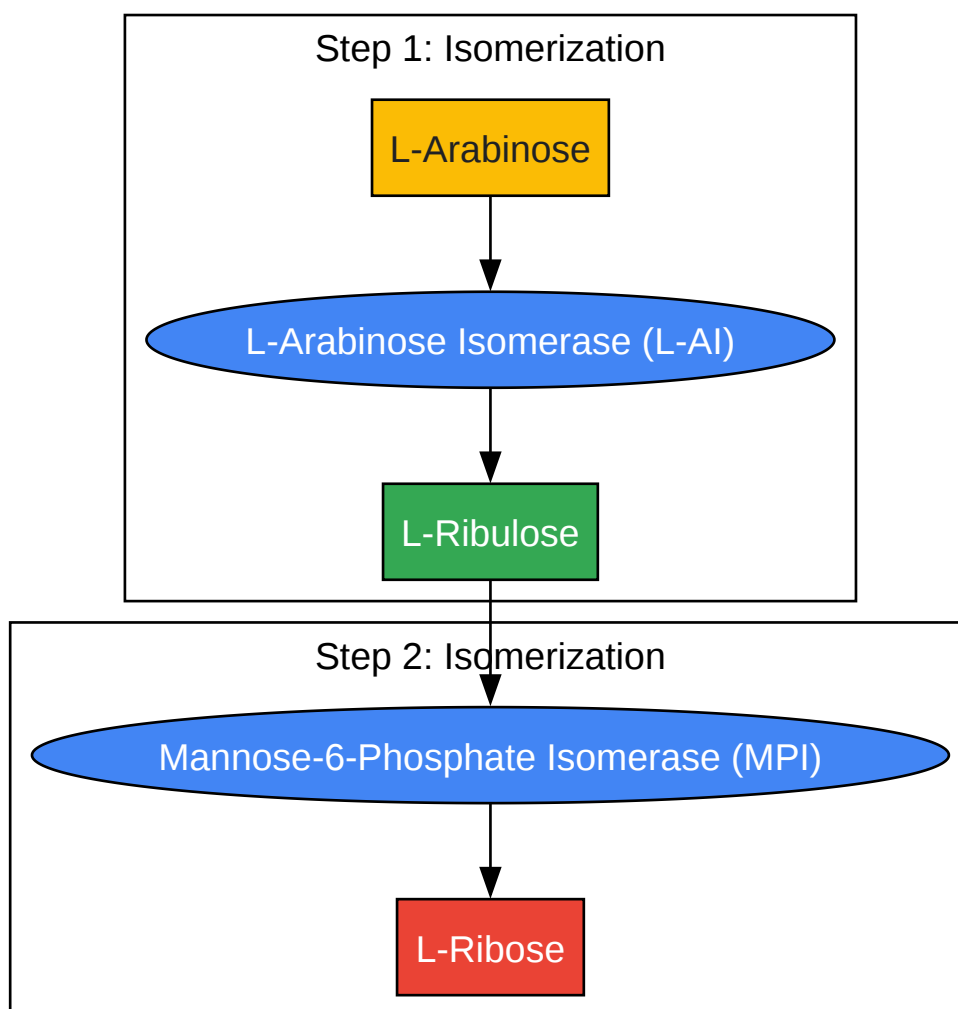 Step 1: Isomerization
L-Arabinose
L-Arabinose Isomerase (L-AI)
L-Ribulose
Step 2: Isomerization
Mannose-6-Phosphate Isomerase (MPI)
L-Ribose